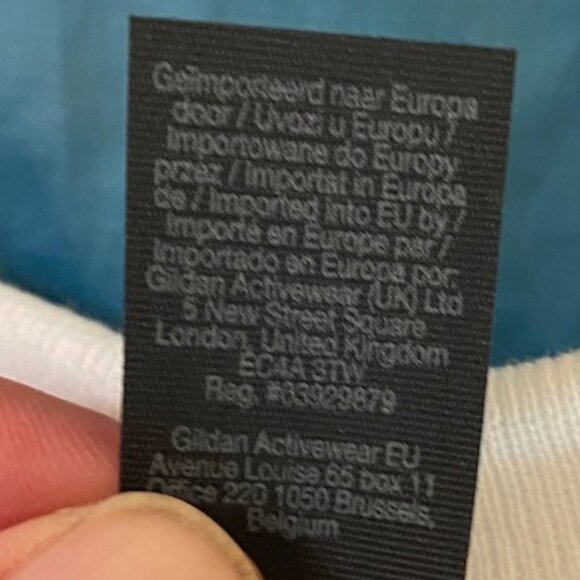 Geïmporteerd naar Europa
door / Uvozi u Europu /
Importowane do Europy
przez / Importat in Europa
de / Imported into EU by /
Importé en Europe par /
Importado en Europa por:
Gildan Activewear (UK) Ltd
5 New Street Square
London, United Kingdom
EC4A 3TW
Reg. #03929879
Gildan Activewear EU
Avenue Louise 65 box 11
Office 220 1050 Brussels,
Belgium